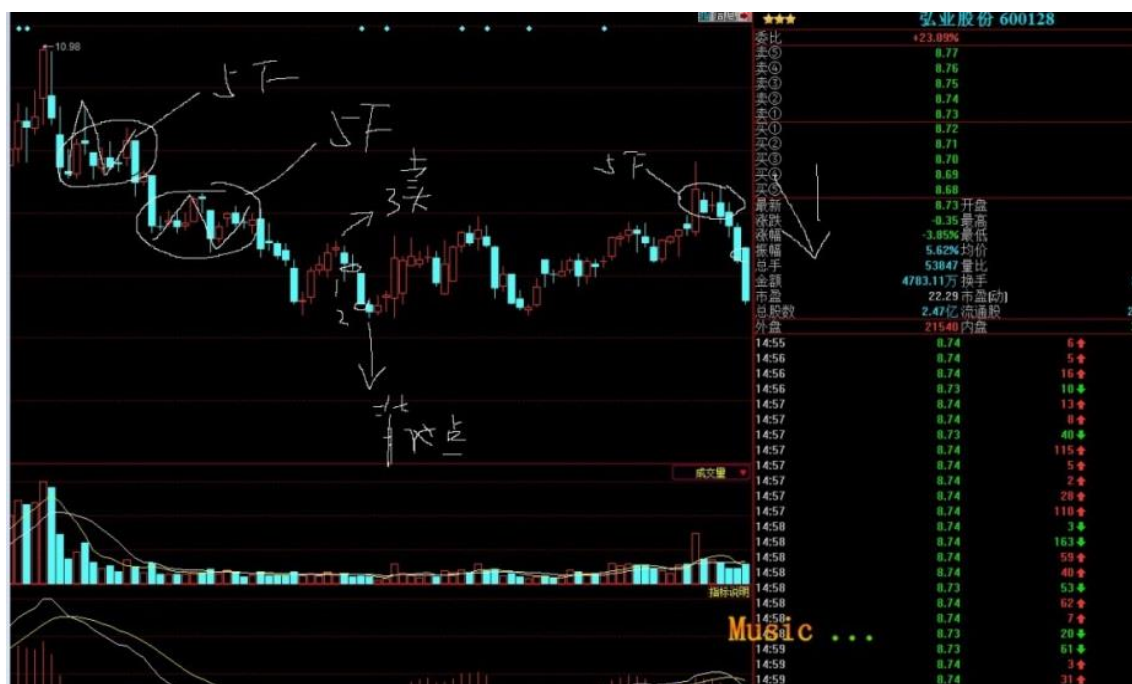 弘业股份 600128
10.98
5F
5F
5F
3卖
1
2
点
委比 +23.89%
卖⑤ 8.77
卖④ 8.76
卖③ 8.75
卖② 8.74
卖① 8.73
买① 8.72
买② 8.71
买③ 8.70
买④ 8.69
买⑤ 8.68
最新 8.73 开盘
涨跌 -0.35 最高
涨幅 -3.85% 最低
振幅 5.62% 均价
总手 53847 量比
金额 4783.11万 换手
市盈 22.29 市盈[动]
总股数 2.47亿 流通股 2
外盘 21540 内盘
14:55 8.74 6
14:56 8.74 5
14:56 8.74 16
14:56 8.73 10
14:57 8.74 13
14:57 8.74 8
14:57 8.73 40
14:57 8.74 115
14:57 8.74 5
14:57 8.74 2
14:57 8.74 28
14:57 8.74 110
14:58 8.74 3
14:58 8.74 163
14:58 8.74 59
14:58 8.74 40
14:58 8.73 53
14:58 8.74 62
14:58 8.74 7
8.73 20
14:59 8.73 61
14:59 8.74 3
14:59 8.74 31
成交量
指标说明
Music ...